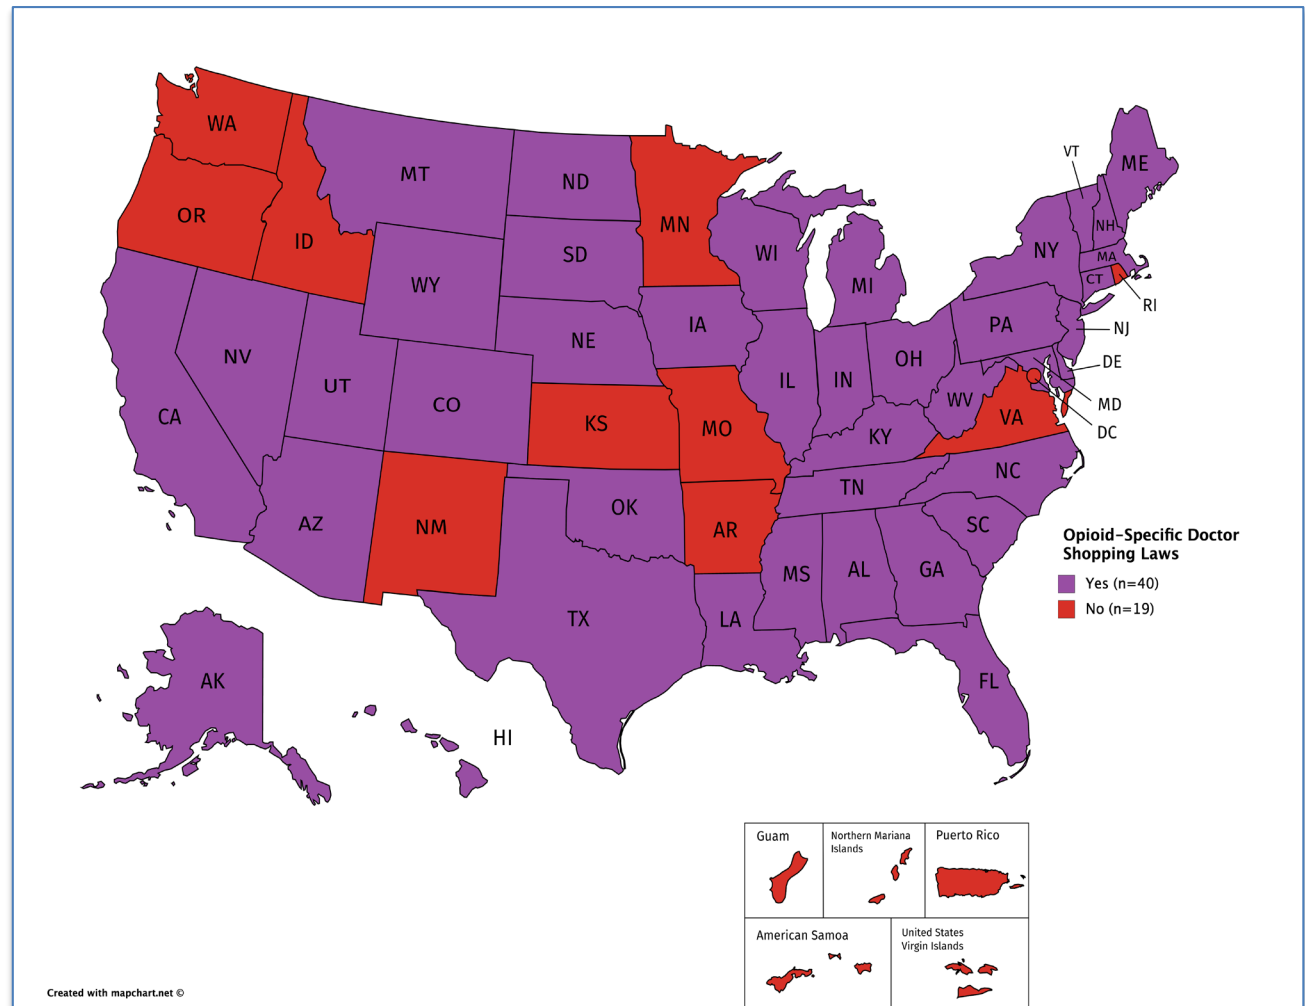 WA
MT
ND
MN
VT
ME
OR
ID
SD
WI
NY
NH
MA
WY
MI
CT
RI
IA
NE
PA
NJ
NV
UT
CO
IL
IN
OH
DE
WV
MD
CA
KS
MO
KY
VA
DC
NC
AZ
NM
OK
TN
AR
SC
MS
AL
GA
TX
LA
FL
AK
HI
Opioid-Specific Doctor
Shopping Laws
Yes (n=40)
No (n=19)
Guam
Northern Mariana
Islands
Puerto Rico
American Samoa
United States
Virgin Islands
Created with mapchart.net ©